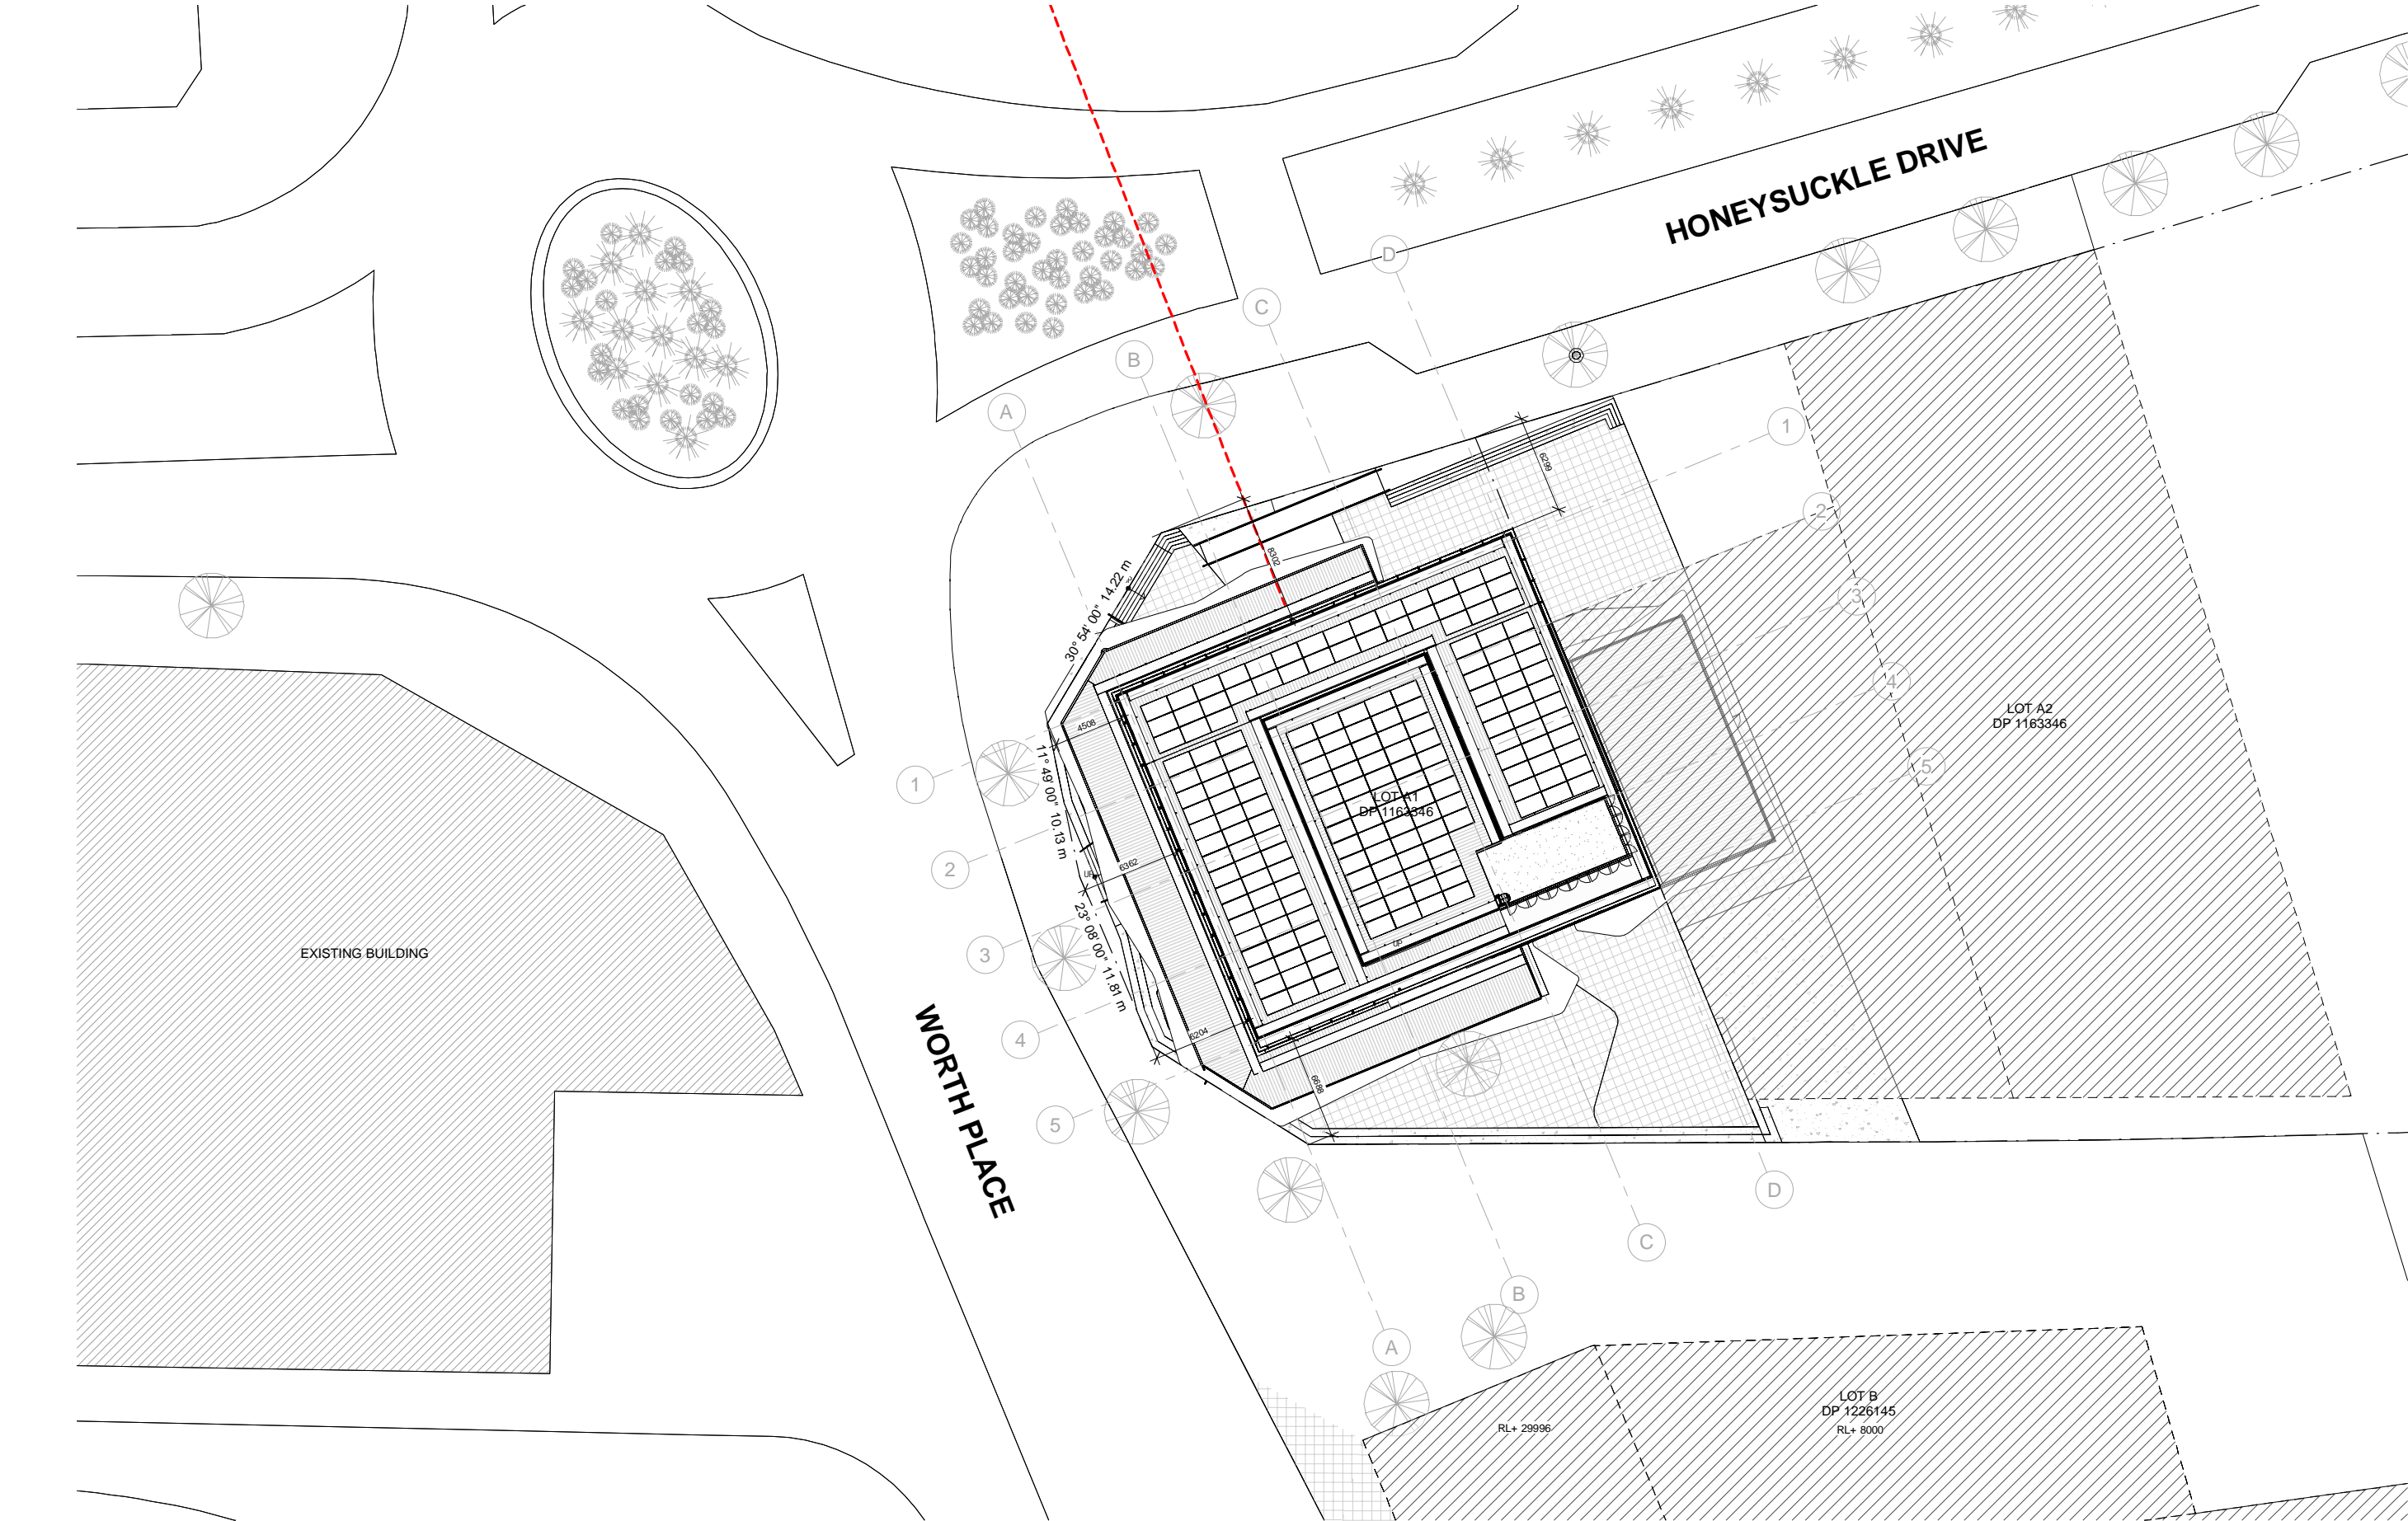 HONEYSUCKLE DRIVE
D
C
B
A
1
2
3
4
5
6299
8302
30° 54' 00" 14.22 m
4508
11° 49' 00" 10.13 m
6362
UP
23° 08' 00" 11.81 m
6204
6688
LOT A1
DP 1163346
UP
LOT A2
DP 1163346
EXISTING BUILDING
WORTH PLACE
1
2
3
4
5
D
C
B
A
LOT B
DP 1226145
RL+ 8000
RL+ 29996